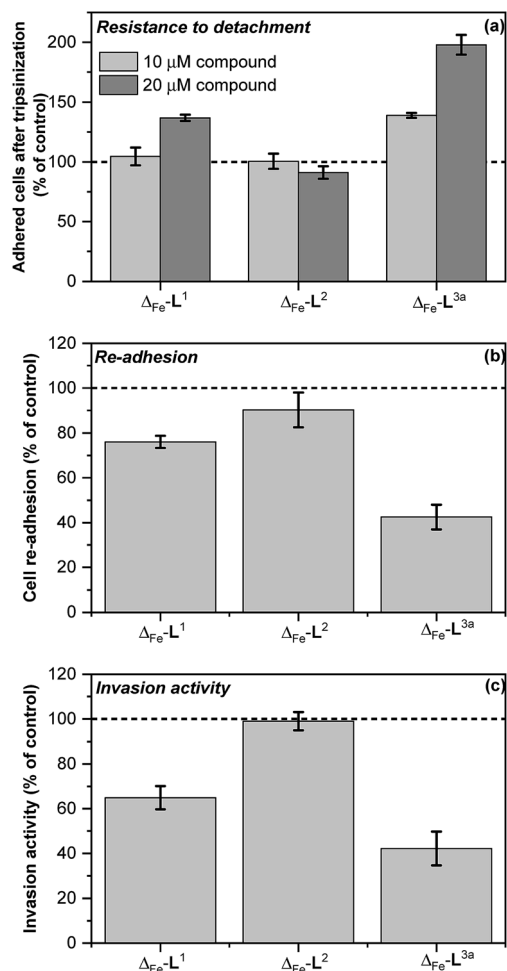 Resistance to detachment (a)
10 μM compound
20 μM compound
Adhered cells after tripsinization
(% of control)
200
150
100
50
0
ΔFe-L1 ΔFe-L2 ΔFe-L3a
Re-adhesion (b)
Cell re-adhesion (% of control)
120
100
80
60
40
20
0
ΔFe-L1 ΔFe-L2 ΔFe-L3a
Invasion activity (c)
Invasion activity (% of control)
120
100
80
60
40
20
0
ΔFe-L1 ΔFe-L2 ΔFe-L3a